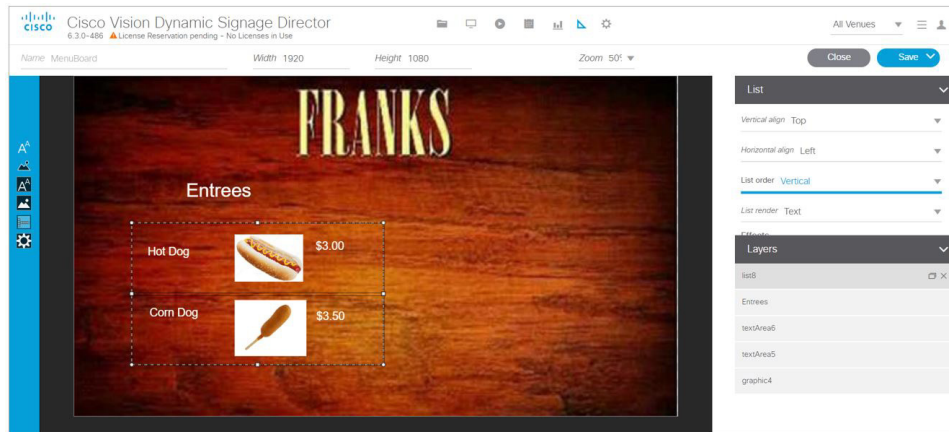 CISCO
Cisco Vision Dynamic Signage Director
6.3.0-486 License Reservation pending - No Licenses in Use
All Venues
Name MenuBoard
Width 1920
Height 1080
Zoom 50%
Close
Save
FRANKS
Entrees
Hot Dog
$3.00
Corn Dog
$3.50
List
Vertical align Top
Horizontal align Left
List order Vertical
List render Text
Effects
Layers
list8
Entrees
textArea6
textArea5
graphic4